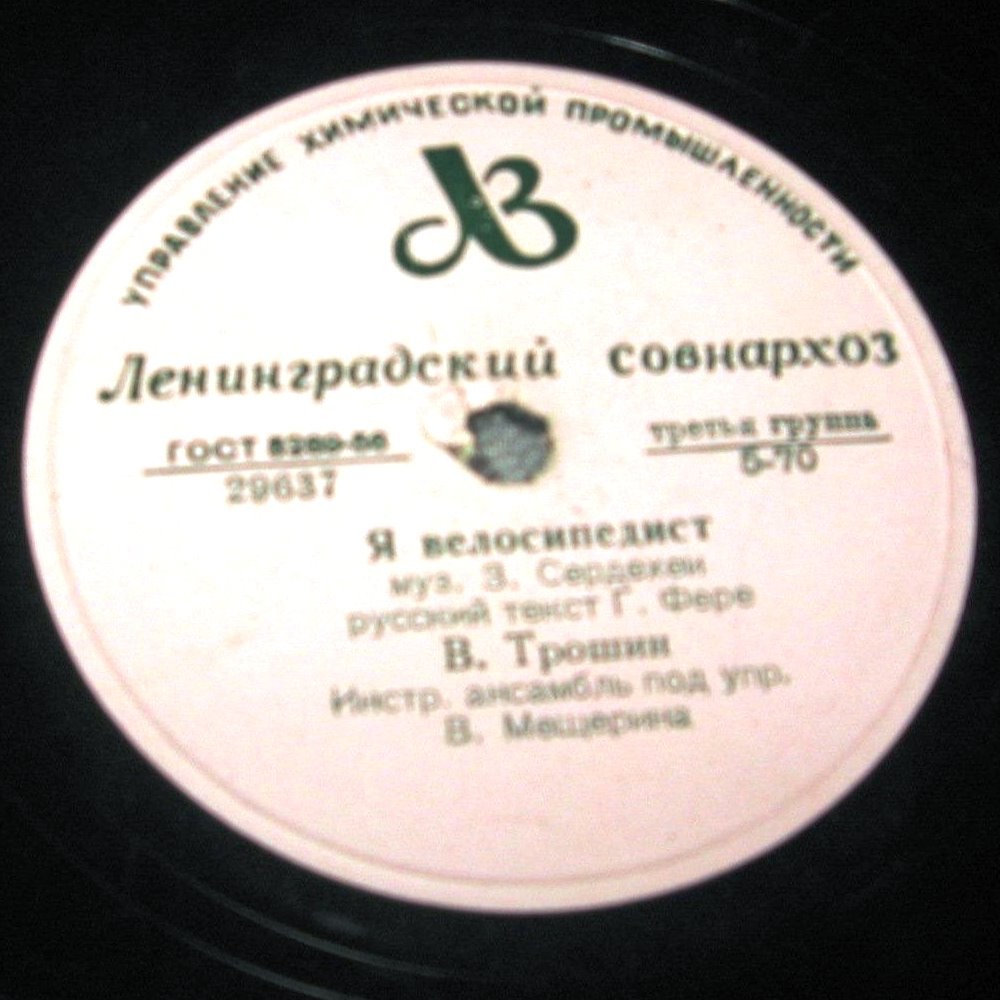 УПРАВЛЕНИЕ ХИМИЧЕСКОЙ ПРОМЫШЛЕННОСТИ
ЛЗ
Ленинградский совнархоз
ГОСТ 5289-56
29637
третья группа
5-70
Я велосипедист
муз. З. Сердекеи
русский текст Г. Фере
В. Трошин
Инстр. ансамбль под упр.
В. Мещерина